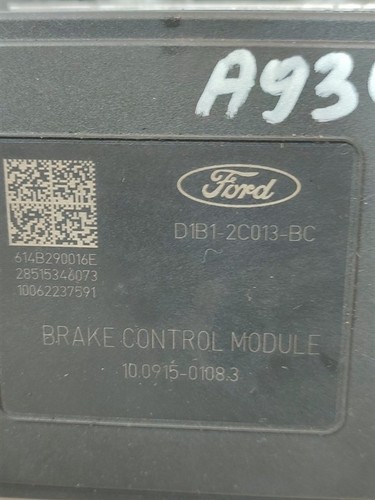 A93
Ford
D1B1-2C013-BC
614B290016E
28515346073
10062237591
BRAKE CONTROL MODULE
10.0915-0108.3